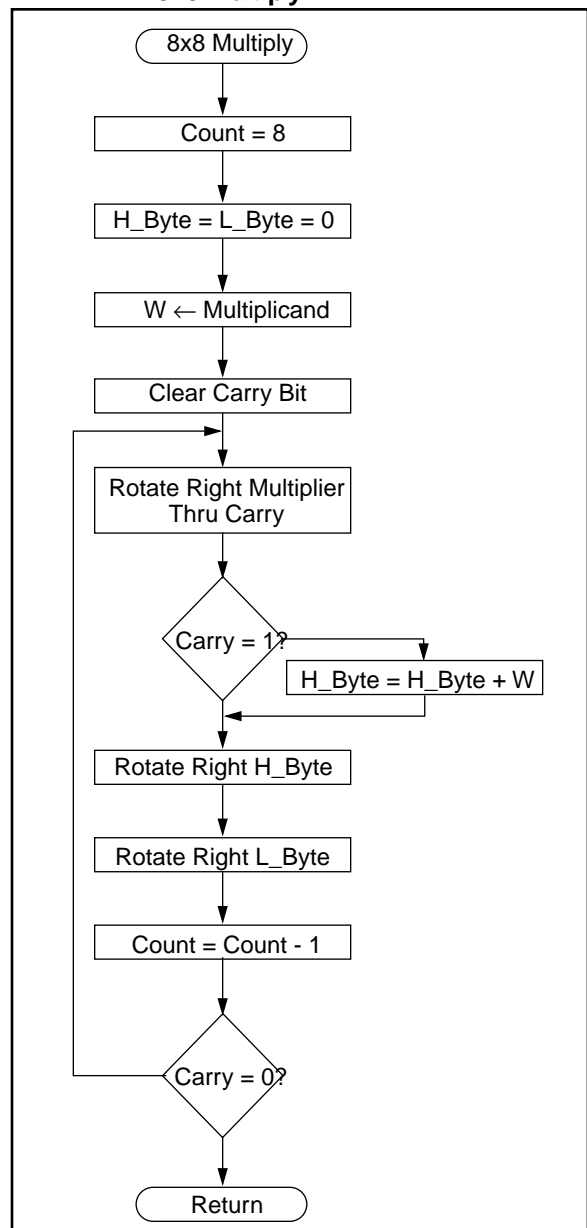 8x8 Multiply
Count = 8
H_Byte = L_Byte = 0
W ← Multiplicand
Clear Carry Bit
Rotate Right Multiplier
Thru Carry
Carry = 1?
H_Byte = H_Byte + W
Rotate Right H_Byte
Rotate Right L_Byte
Count = Count - 1
Carry = 0?
Return